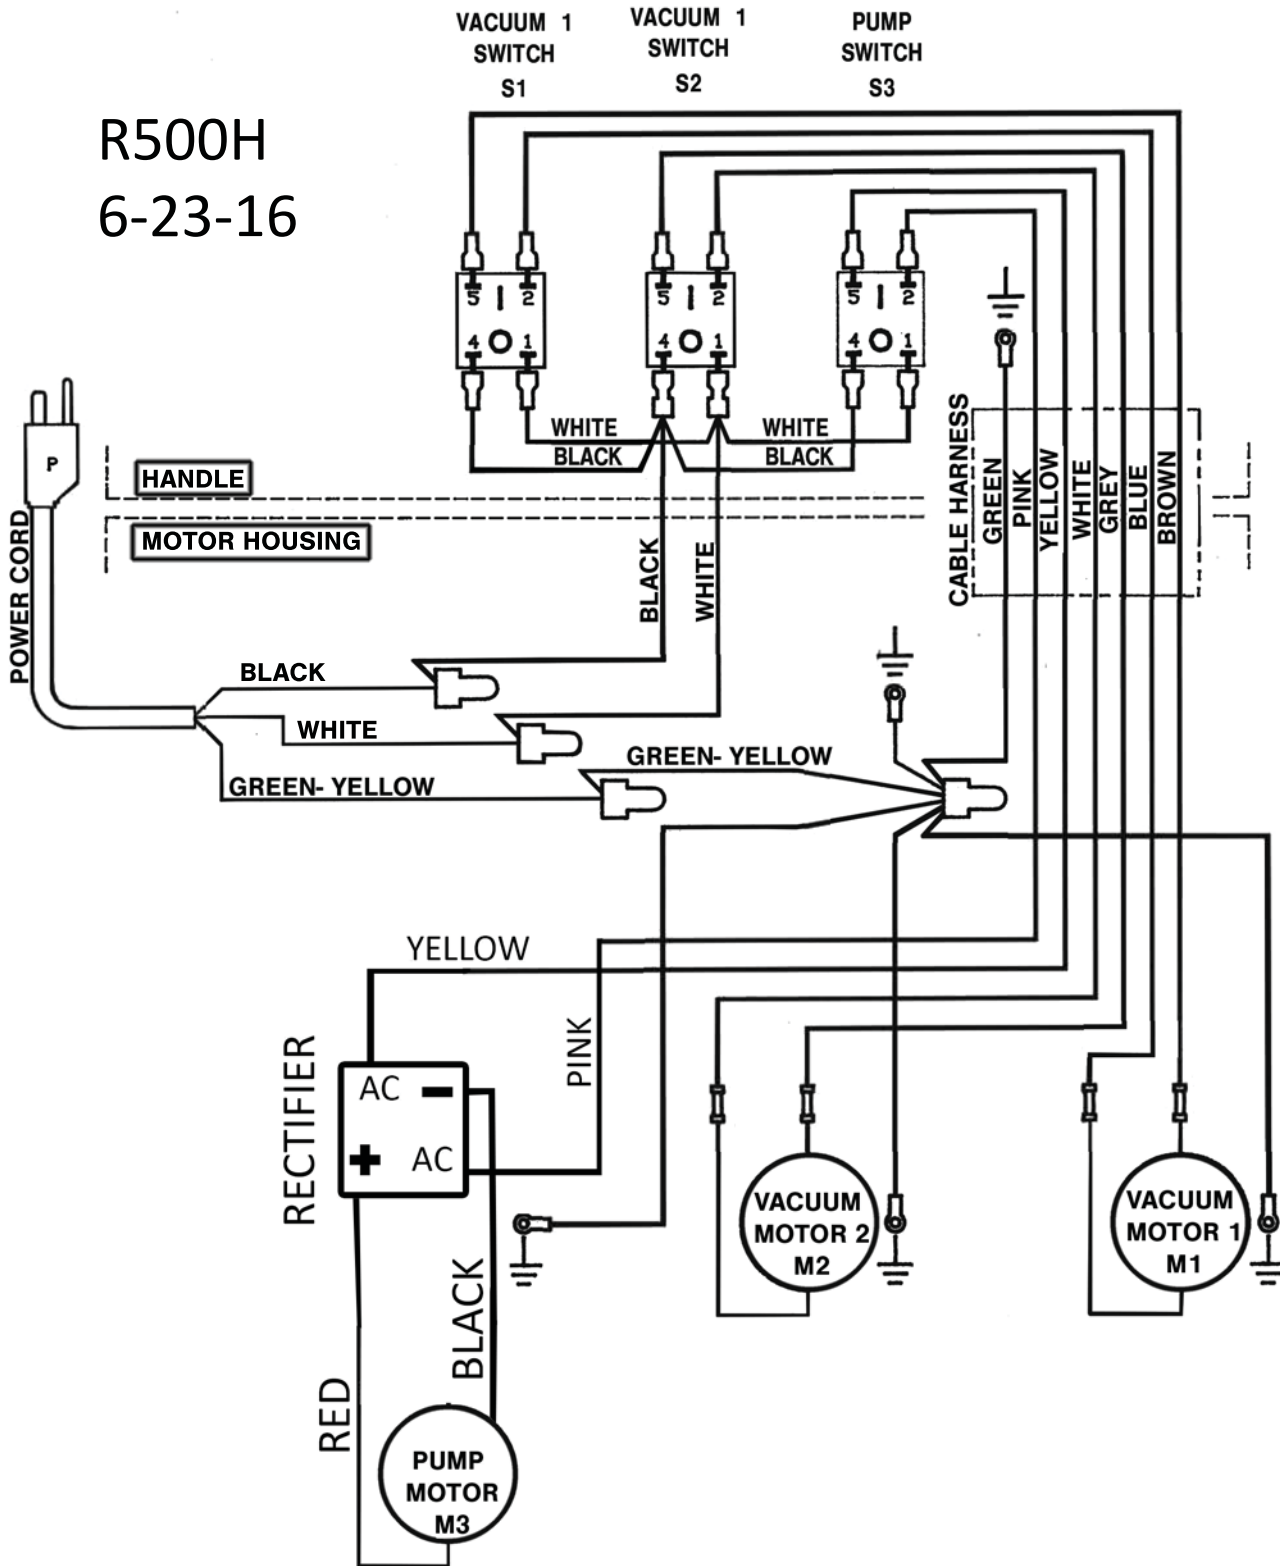 VACUUM 1
SWITCH
S1
VACUUM 1
SWITCH
S2
PUMP
SWITCH
S3
R500H
6-23-16
5 2
4 1
5 2
4 1
5 2
4 1
WHITE
BLACK
WHITE
BLACK
P
HANDLE
MOTOR HOUSING
POWER CORD
BLACK
WHITE
CABLE HARNESS
GREEN
PINK
YELLOW
WHITE
GREY
BLUE
BROWN
BLACK
WHITE
GREEN- YELLOW
GREEN- YELLOW
YELLOW
PINK
RECTIFIER
AC -
+ AC
BLACK
RED
VACUUM
MOTOR 2
M2
VACUUM
MOTOR 1
M1
PUMP
MOTOR
M3